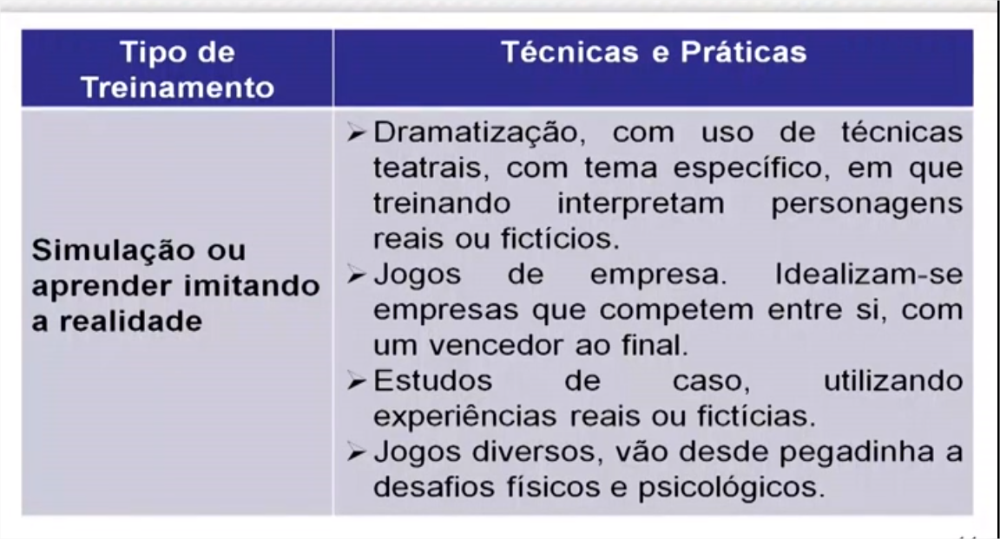 Tipo de
Treinamento
Técnicas e Práticas
Simulação ou
aprender imitando
a realidade
➢Dramatização, com uso de técnicas
teatrais, com tema específico, em que
treinando interpretam personagens
reais ou fictícios.
➢Jogos de empresa. Idealizam-se
empresas que competem entre si, com
um vencedor ao final.
➢Estudos de caso, utilizando
experiências reais ou fictícias.
➢Jogos diversos, vão desde pegadinha a
desafios físicos e psicológicos.